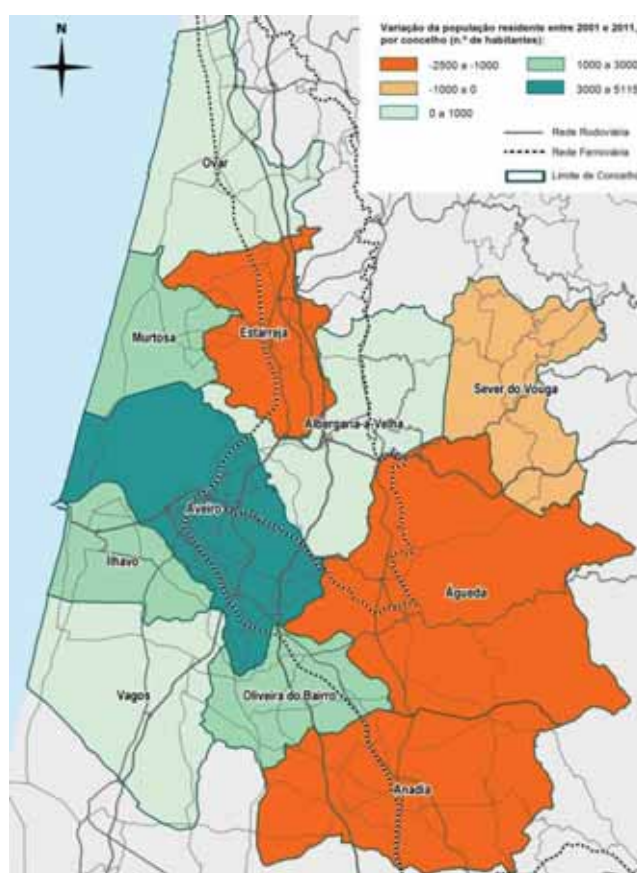 N
Variação da população residente entre 2001 e 2011,
por concelho (n.º de habitantes):
-2500 a -1000
1000 a 3000
-1000 a 0
3000 a 5115
0 a 1000
Rede Rodoviária
Rede Ferroviária
Limite de Concelho
Ovar
Murtosa
Estarreja
Sever do Vouga
Albergaria-a-Velha
Aveiro
Ílhavo
Águeda
Vagos
Oliveira do Bairro
Anadia